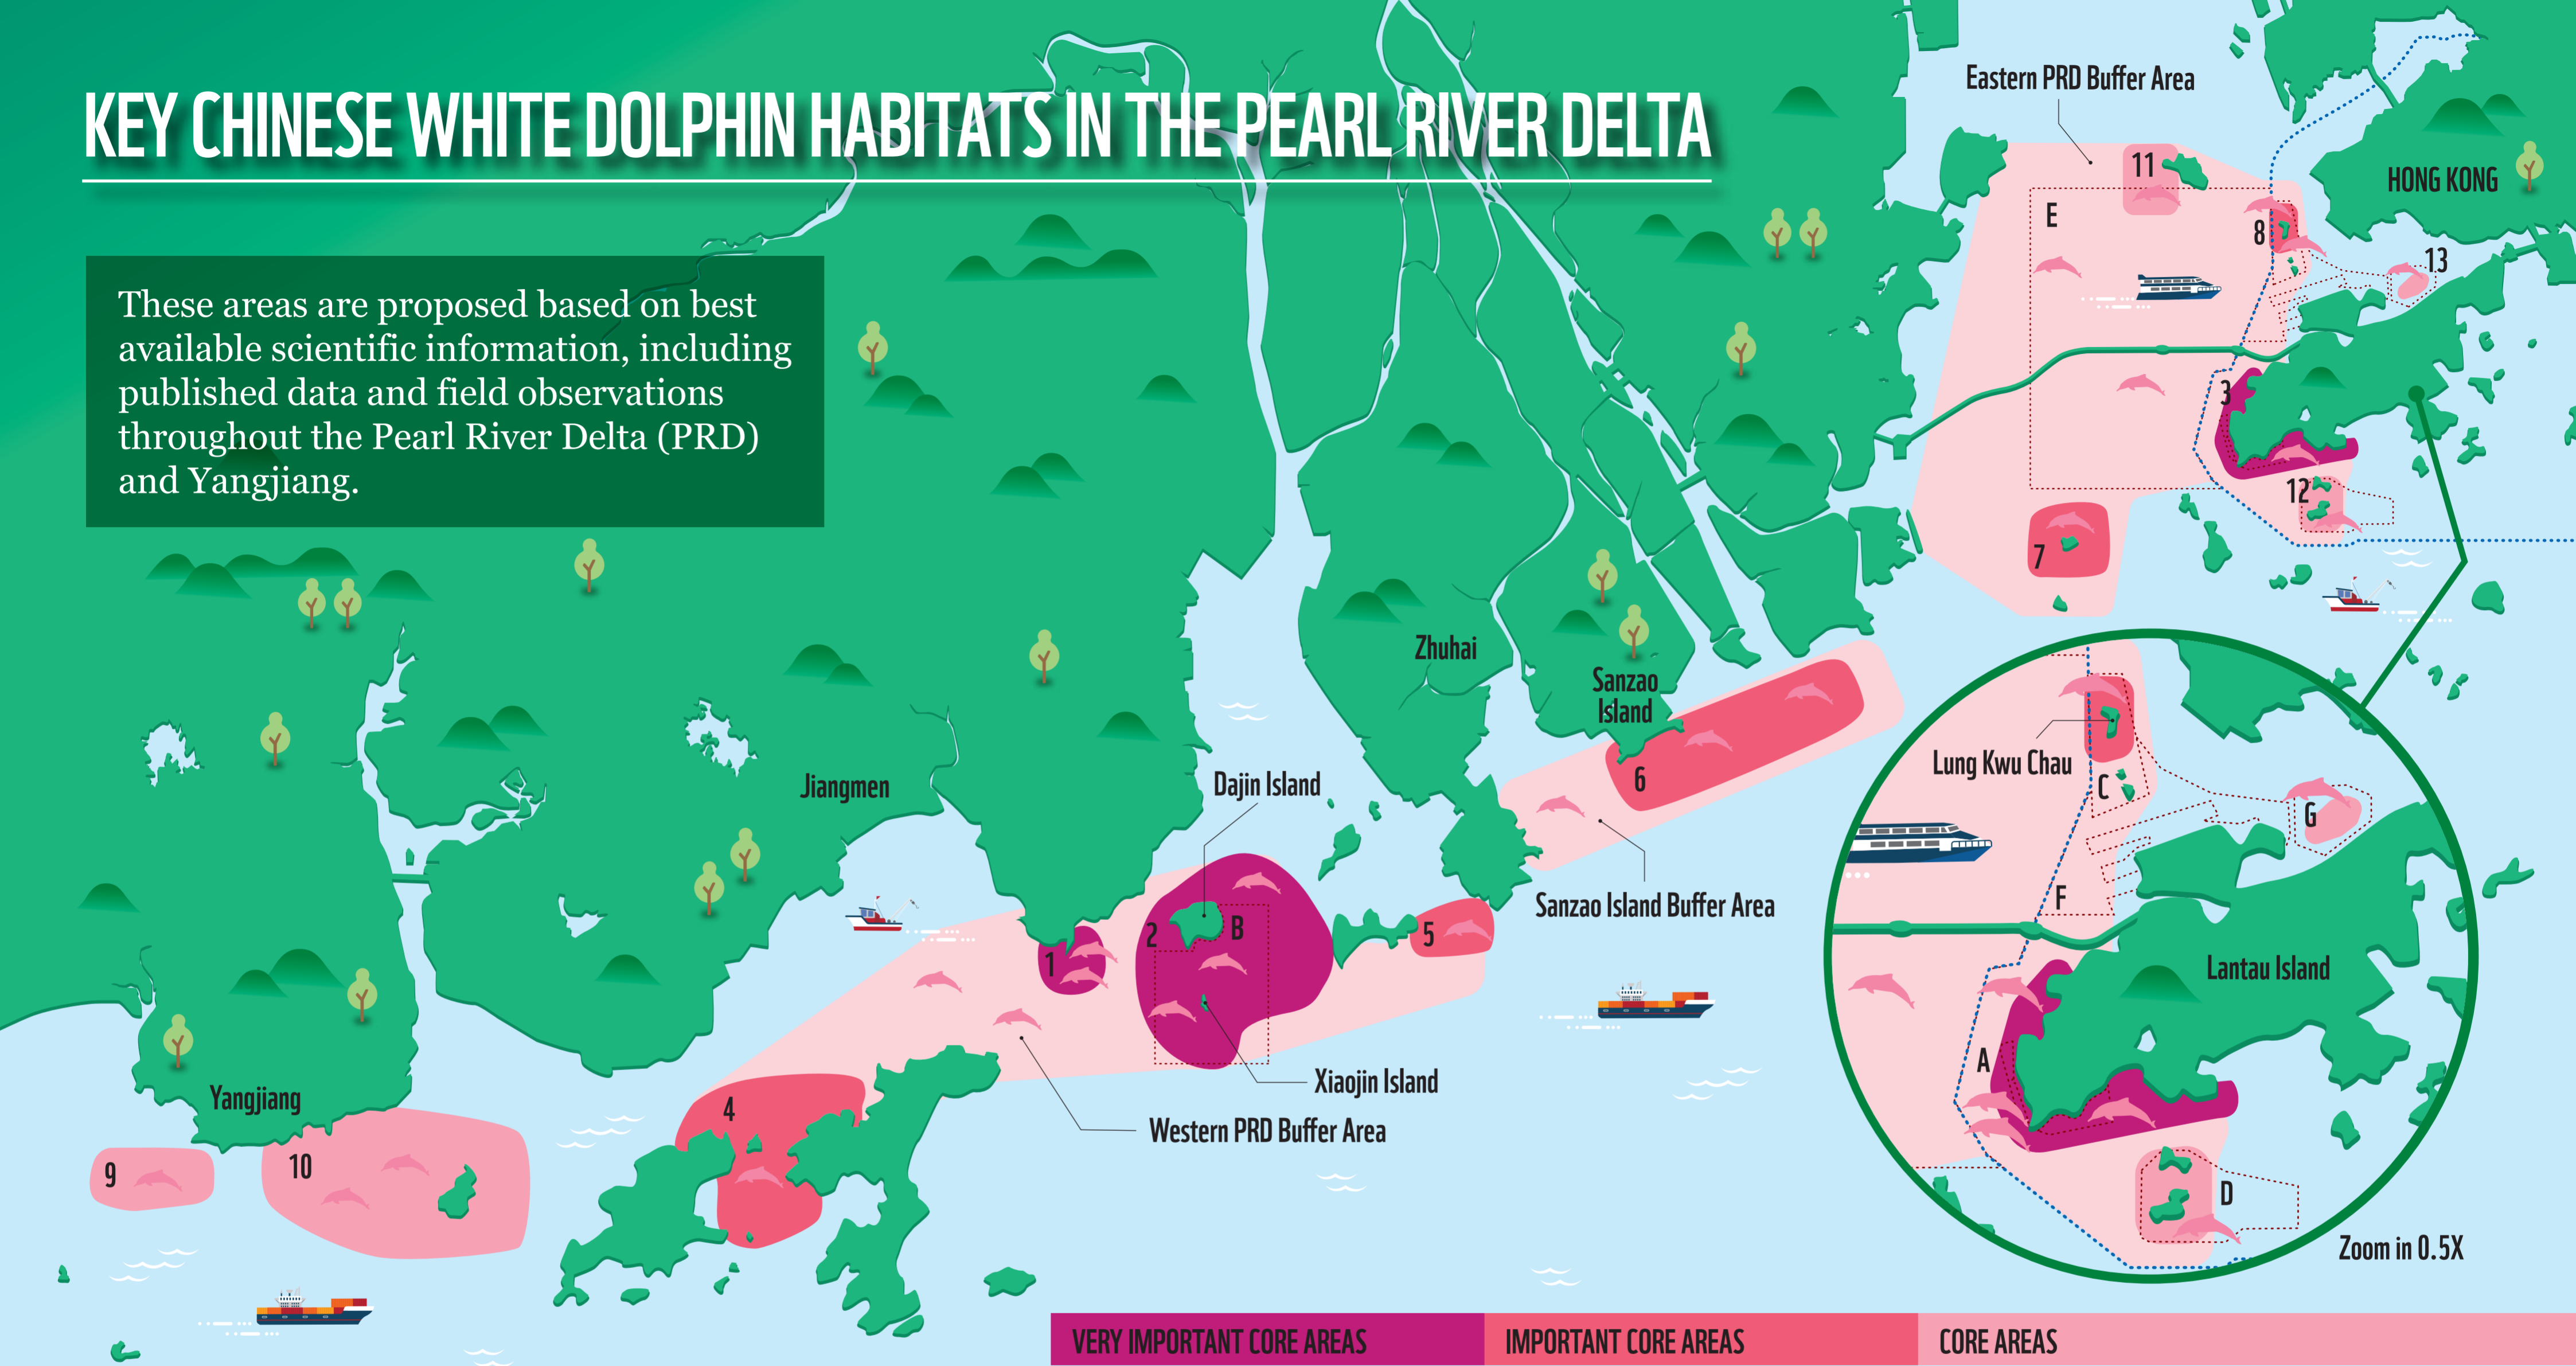 KEY CHINESE WHITE DOLPHIN HABITATS IN THE PEARL RIVER DELTA
These areas are proposed based on best
available scientific information, including
published data and field observations
throughout the Pearl River Delta (PRD)
and Yangjiang.
Eastern PRD Buffer Area
11
E
HONG KONG
8
13
3
12
7
Zhuhai
Sanzao
Island
6
Jiangmen
Dajin Island
Sanzao Island Buffer Area
5
2
B
1
Xiaojin Island
Western PRD Buffer Area
4
Yangjiang
9
10
Lung Kwu Chau
C
G
F
Lantau Island
A
D
Zoom in 0.5X
VERY IMPORTANT CORE AREAS
IMPORTANT CORE AREAS
CORE AREAS